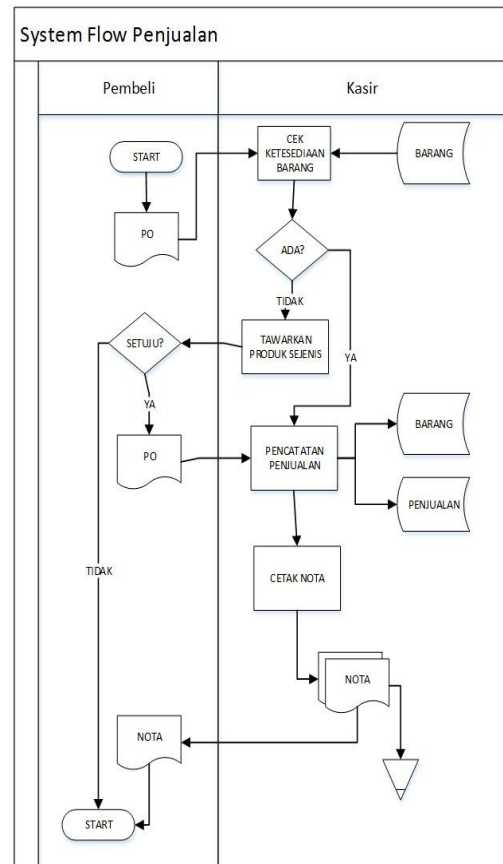 System Flow Penjualan
Pembeli
Kasir
START
CEK
KETESEDIAAN
BARANG
BARANG
PO
ADA?
TIDAK
SETUJU?
TAWARKAN
PRODUK SEJENIS
YA
YA
BARANG
PO
PENCATATAN
PENJUALAN
PENJUALAN
TIDAK
CETAK NOTA
NOTA
NOTA
START